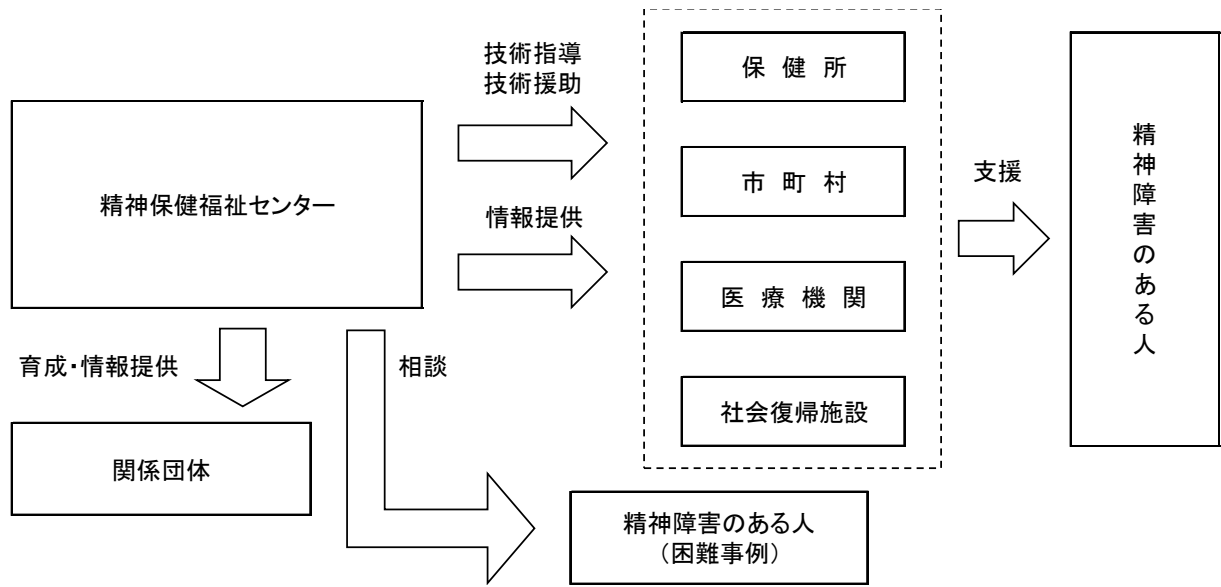 技術指導
技術援助
精神保健福祉センター
情報提供
保健所
市町村
医療機関
社会復帰施設
支援
精神障害のある人
育成・情報提供
相談
関係団体
精神障害のある人
（困難事例）